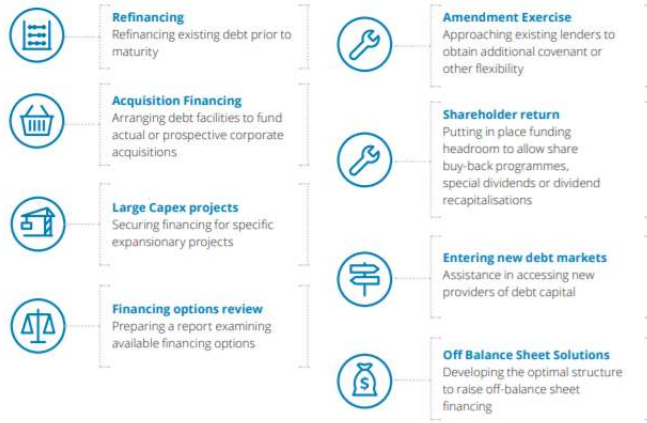 Refinancing
Refinancing existing debt prior to
maturity
Acquisition Financing
Arranging debt facilities to fund
actual or prospective corporate
acquisitions
Large Capex projects
Securing financing for specific
expansionary projects
Financing options review
Preparing a report examining
available financing options
Amendment Exercise
Approaching existing lenders to
obtain additional covenant or
other flexibility
Shareholder return
Putting in place funding
headroom to allow share
buy-back programmes,
special dividends or dividend
recapitalisations
Entering new debt markets
Assistance in accessing new
providers of debt capital
Off Balance Sheet Solutions
Developing the optimal structure
to raise off-balance sheet
financing
$